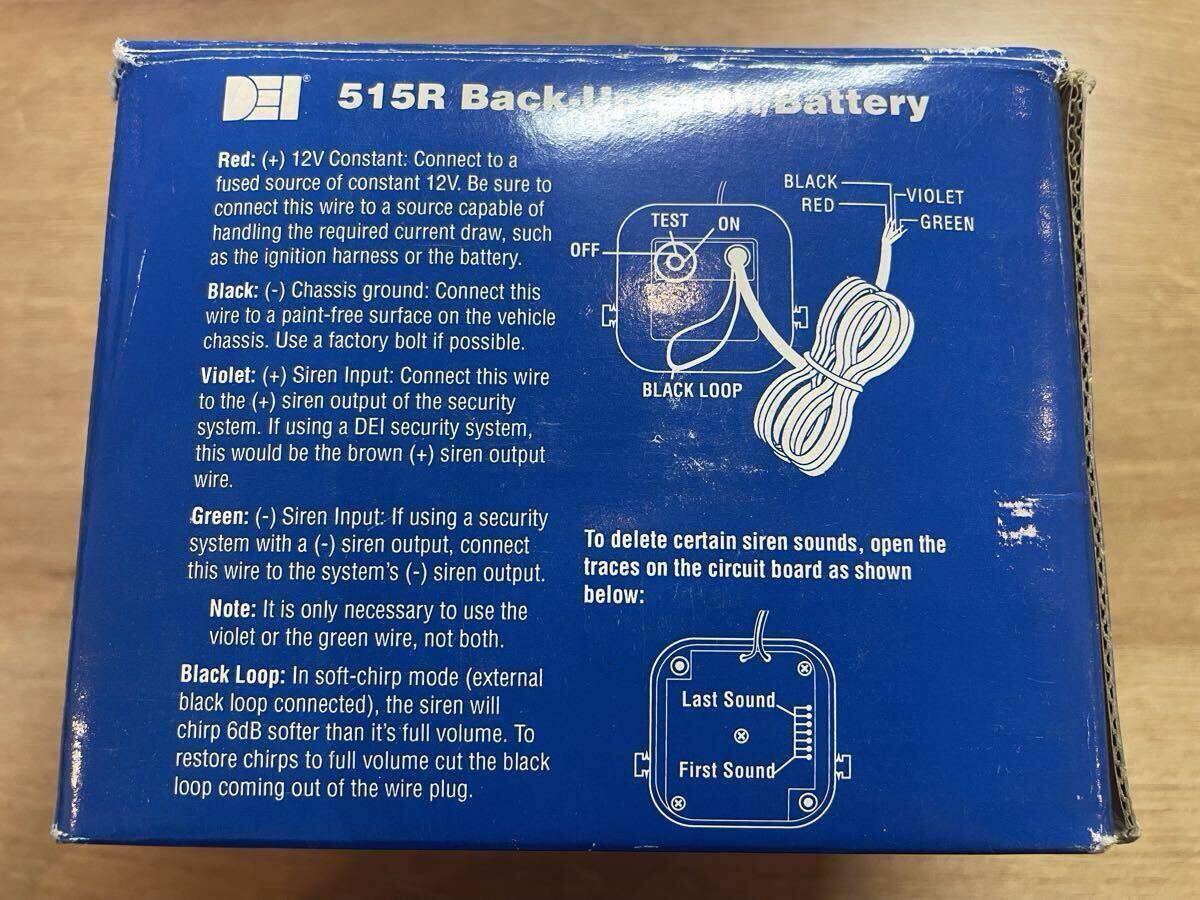 DEI® 515R Back-Up /Battery
Red: (+) 12V Constant: Connect to a
fused source of constant 12V. Be sure to
connect this wire to a source capable of
handling the required current draw, such
as the ignition harness or the battery.
Black: (-) Chassis ground: Connect this
wire to a paint-free surface on the vehicle
chassis. Use a factory bolt if possible.
Violet: (+) Siren Input: Connect this wire
to the (+) siren output of the security
system. If using a DEI security system,
this would be the brown (+) siren output
wire.
Green: (-) Siren Input: If using a security
system with a (-) siren output, connect
this wire to the system's (-) siren output.
Note: It is only necessary to use the
violet or the green wire, not both.
Black Loop: In soft-chirp mode (external
black loop connected), the siren will
chirp 6dB softer than it's full volume. To
restore chirps to full volume cut the black
loop coming out of the wire plug.
BLACK
RED
VIOLET
GREEN
TEST
ON
OFF
BLACK LOOP
To delete certain siren sounds, open the
traces on the circuit board as shown
below:
Last Sound
First Sound